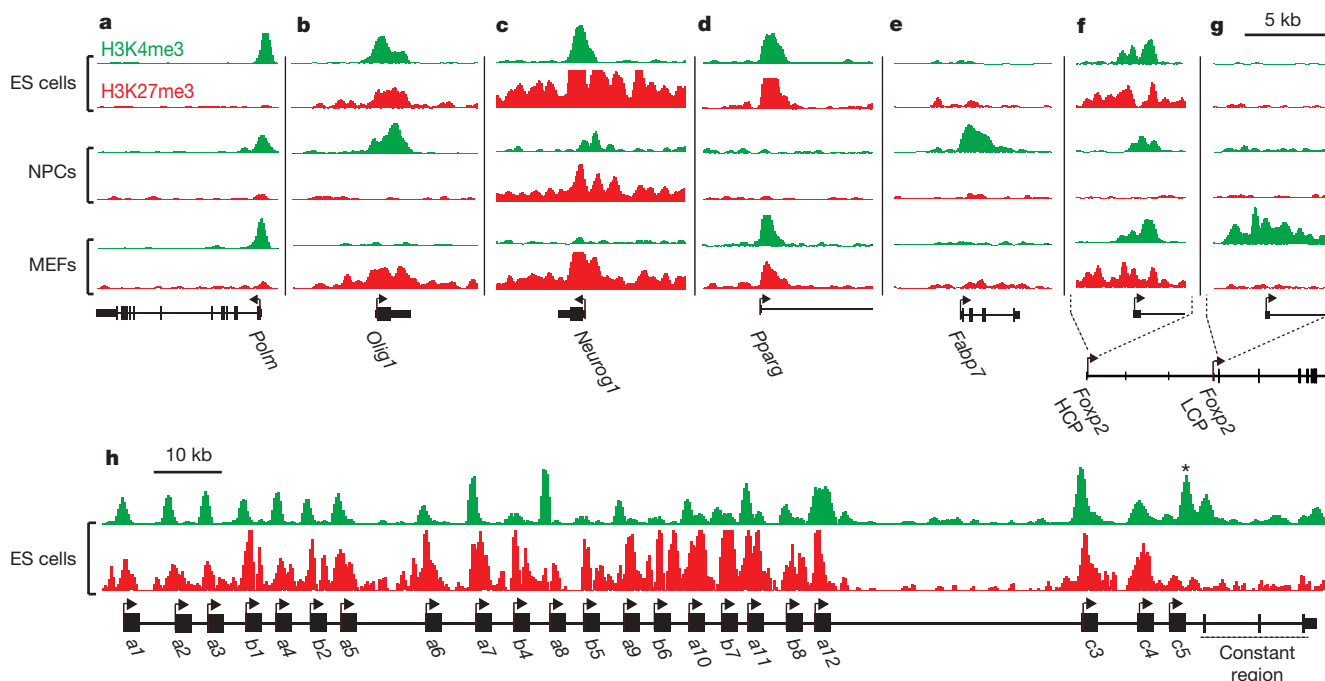 a b c d e f g 5 kb
H3K4me3
ES cells
H3K27me3
NPCs
MEFs
Polm
Olig1
Neurog1
Pparg
Fabp7
Foxp2
HCP
Foxp2
LCP
h
10 kb
*
ES cells
a1 a2 a3 b1 a4 b2 a5 a6 a7 b4 a8 b5 a9 b6 a10 b7 a11 b8 a12 c3 c4 c5
Constant
region